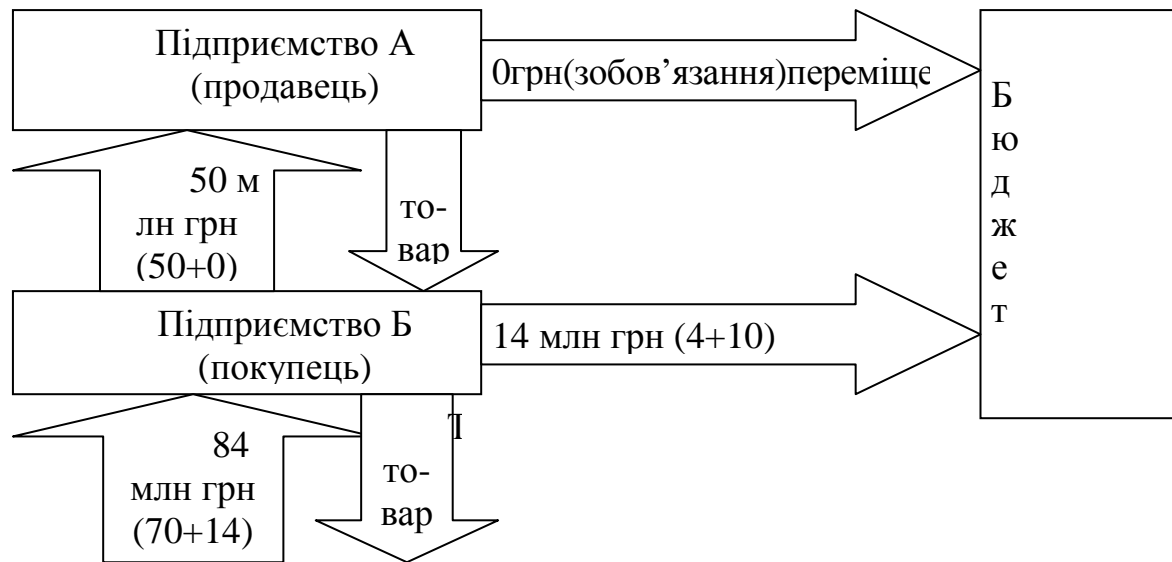 Підприємство А
(продавець)
0грн(зобов’язання)переміще
Бюджет
50 м
лн грн
(50+0)
то-
вар
Підприємство Б
(покупець)
14 млн грн (4+10)
84
млн грн
(70+14)
то-
вар